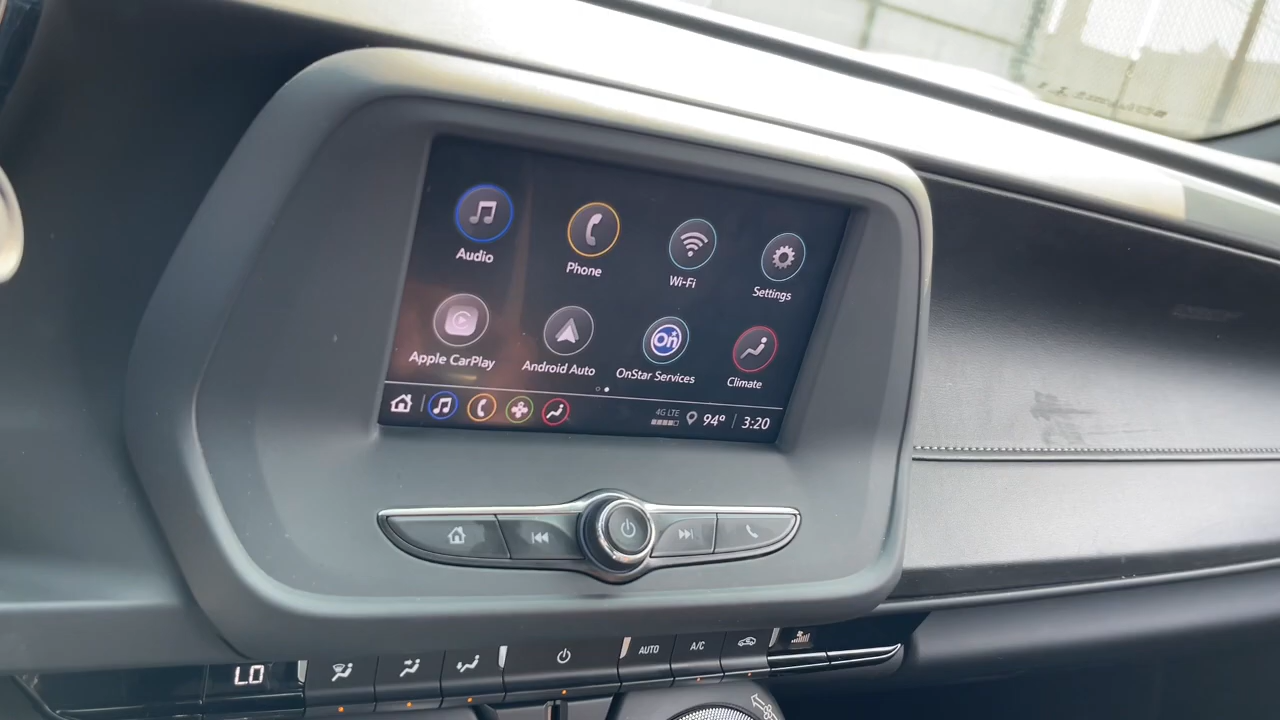 Audio
Phone
Wi-Fi
Settings
Apple CarPlay
Android Auto
On
OnStar Services
Climate
4G LTE
94°
3:20
LO
AUTO
A/C